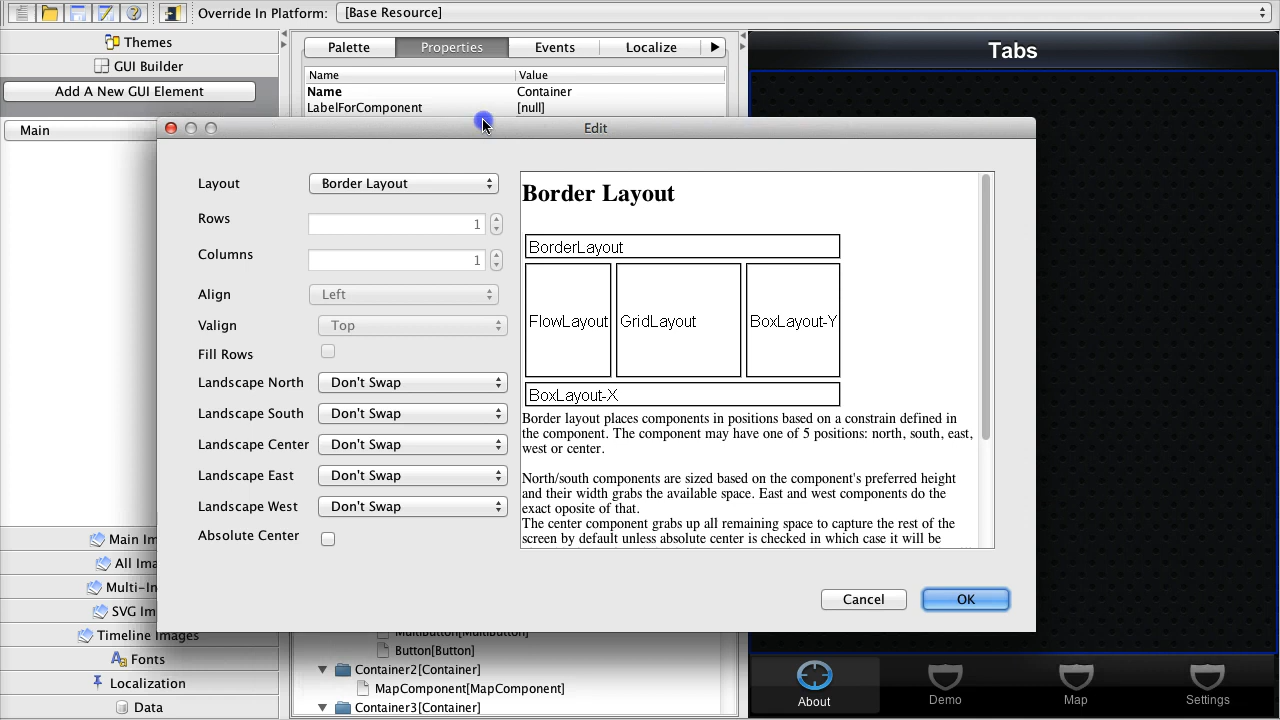 Override In Platform: [Base Resource]
Themes
GUI Builder
Add A New GUI Element
Main
Palette Properties Events Localize
Name Value
Name Container
LabelForComponent [null]
Tabs
Edit
Layout Border Layout
Rows 1
Columns 1
Align Left
Valign Top
Fill Rows
Landscape North Don't Swap
Landscape South Don't Swap
Landscape Center Don't Swap
Landscape East Don't Swap
Landscape West Don't Swap
Absolute Center
Border Layout
BorderLayout
FlowLayout GridLayout BoxLayout-Y
BoxLayout-X
Border layout places components in positions based on a constrain defined in
the component. The component may have one of 5 positions: north, south, east,
west or center.
North/south components are sized based on the component's preferred height
and their width grabs the available space. East and west components do the
exact oposite of that.
The center component grabs up all remaining space to capture the rest of the
screen by default unless absolute center is checked in which case it will be
Cancel OK
Main Im
All Ima
Multi-In
SVG Im
Timeline Images
Fonts
Localization
Data
MultiButton[MultiButton]
Button[Button]
Container2[Container]
MapComponent[MapComponent]
Container3[Container]
About Demo Map Settings